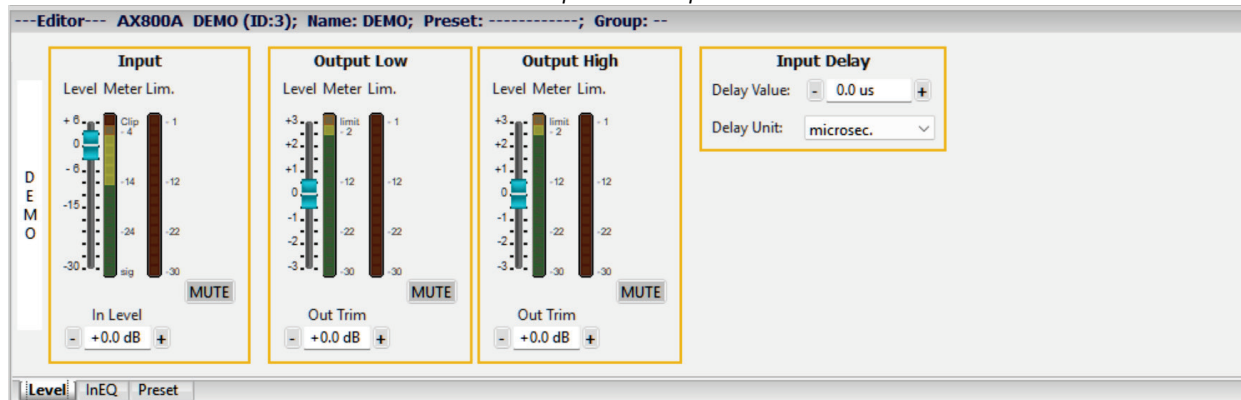 ---Editor--- AX800A DEMO (ID:3); Name: DEMO; Preset: ------------; Group: --
DEMO
Input
Level Meter Lim.
+6 Clip - 1
- 4
0
-6 -14 -12
-15
-24 -22
-30 sig -30
MUTE
In Level
- +0.0 dB +
Output Low
Level Meter Lim.
+3 limit - 1
- 2
+2
+1
-12 -12
0
-1
-22 -22
-2
-3 -30 -30
MUTE
Out Trim
- +0.0 dB +
Output High
Level Meter Lim.
+3 limit - 1
- 2
+2
+1
-12 -12
0
-1
-22 -22
-2
-3 -30 -30
MUTE
Out Trim
- +0.0 dB +
Input Delay
Delay Value: - 0.0 us +
Delay Unit: microsec.
Level InEQ Preset